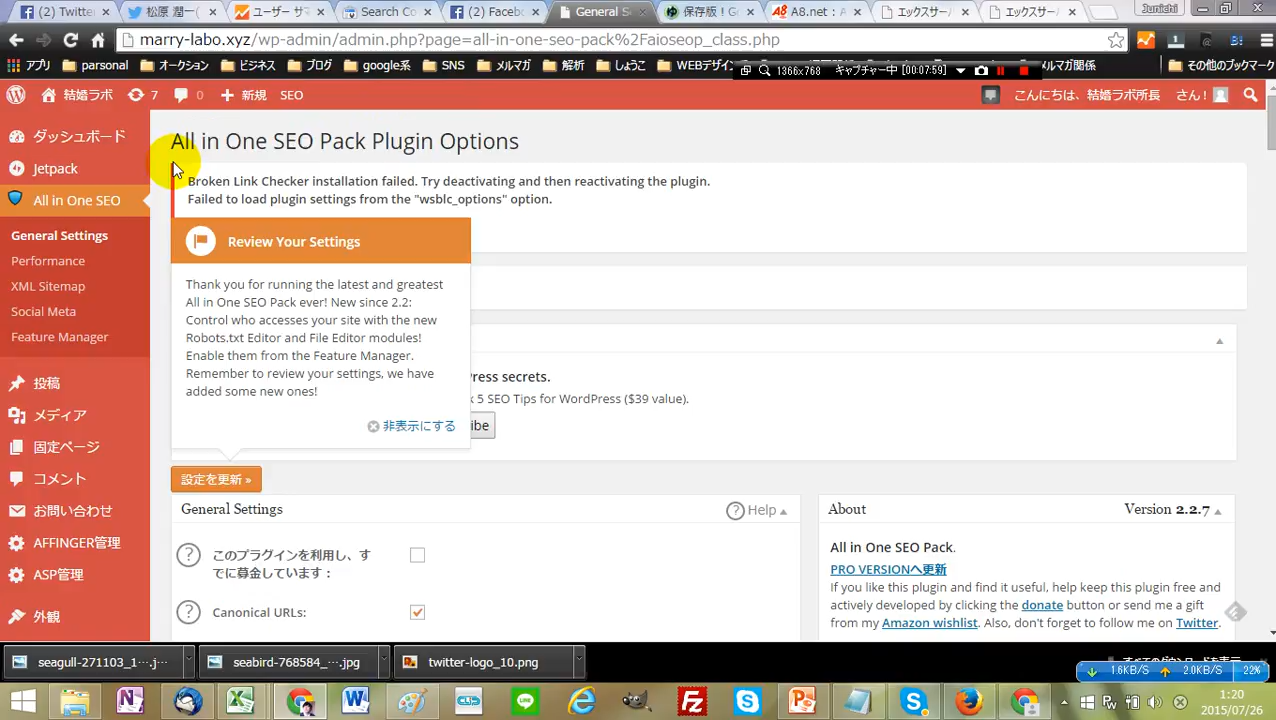 (2) Twitter
松原 潤一
ユーザー サマ
Search Co
(2) Faceb
General S
保存版！Go
A8.net：A
エックスサー
エックスサー
Junichi
marry-labo.xyz/wp-admin/admin.php?page=all-in-one-seo-pack%2Faioseop_class.php
アプリ
parsonal
オークション
ビジネス
ブログ
google系
SNS
メルマガ
解析
しょうこ
WEBデザイン
メルマガ関係
その他のブックマーク
1366x768
キャプチャー中 [00:07:59]
結婚ラボ
7
0
新規
SEO
こんにちは、結婚ラボ所長 さん！
ダッシュボード
Jetpack
All in One SEO
General Settings
Performance
XML Sitemap
Social Meta
Feature Manager
投稿
メディア
固定ページ
コメント
お問い合わせ
AFFINGER管理
ASP管理
外観
All in One SEO Pack Plugin Options
Broken Link Checker installation failed. Try deactivating and then reactivating the plugin.
Failed to load plugin settings from the "wsblc_options" option.
Review Your Settings
Thank you for running the latest and greatest
All in One SEO Pack ever! New since 2.2:
Control who accesses your site with the new
Robots.txt Editor and File Editor modules!
Enable them from the Feature Manager.
Remember to review your settings, we have
added some new ones!
非表示にする
ress secrets.
5 SEO Tips for WordPress ($39 value).
ibe
設定を更新 »
General Settings
Help
このプラグインを利用し、す
でに募金しています：
Canonical URLs:
About
Version 2.2.7
All in One SEO Pack.
PRO VERSIONへ更新
If you like this plugin and find it useful, help keep this plugin free and
actively developed by clicking the donate button or send me a gift
from my Amazon wishlist. Also, don't forget to follow me on Twitter.
seagull-271103_1-....j...
seabird-768584_....jpg
twitter-logo_10.png
すべてのダウンロードを表示
1.6KB/S
2.0KB/S
22%
1:20
2015/07/26